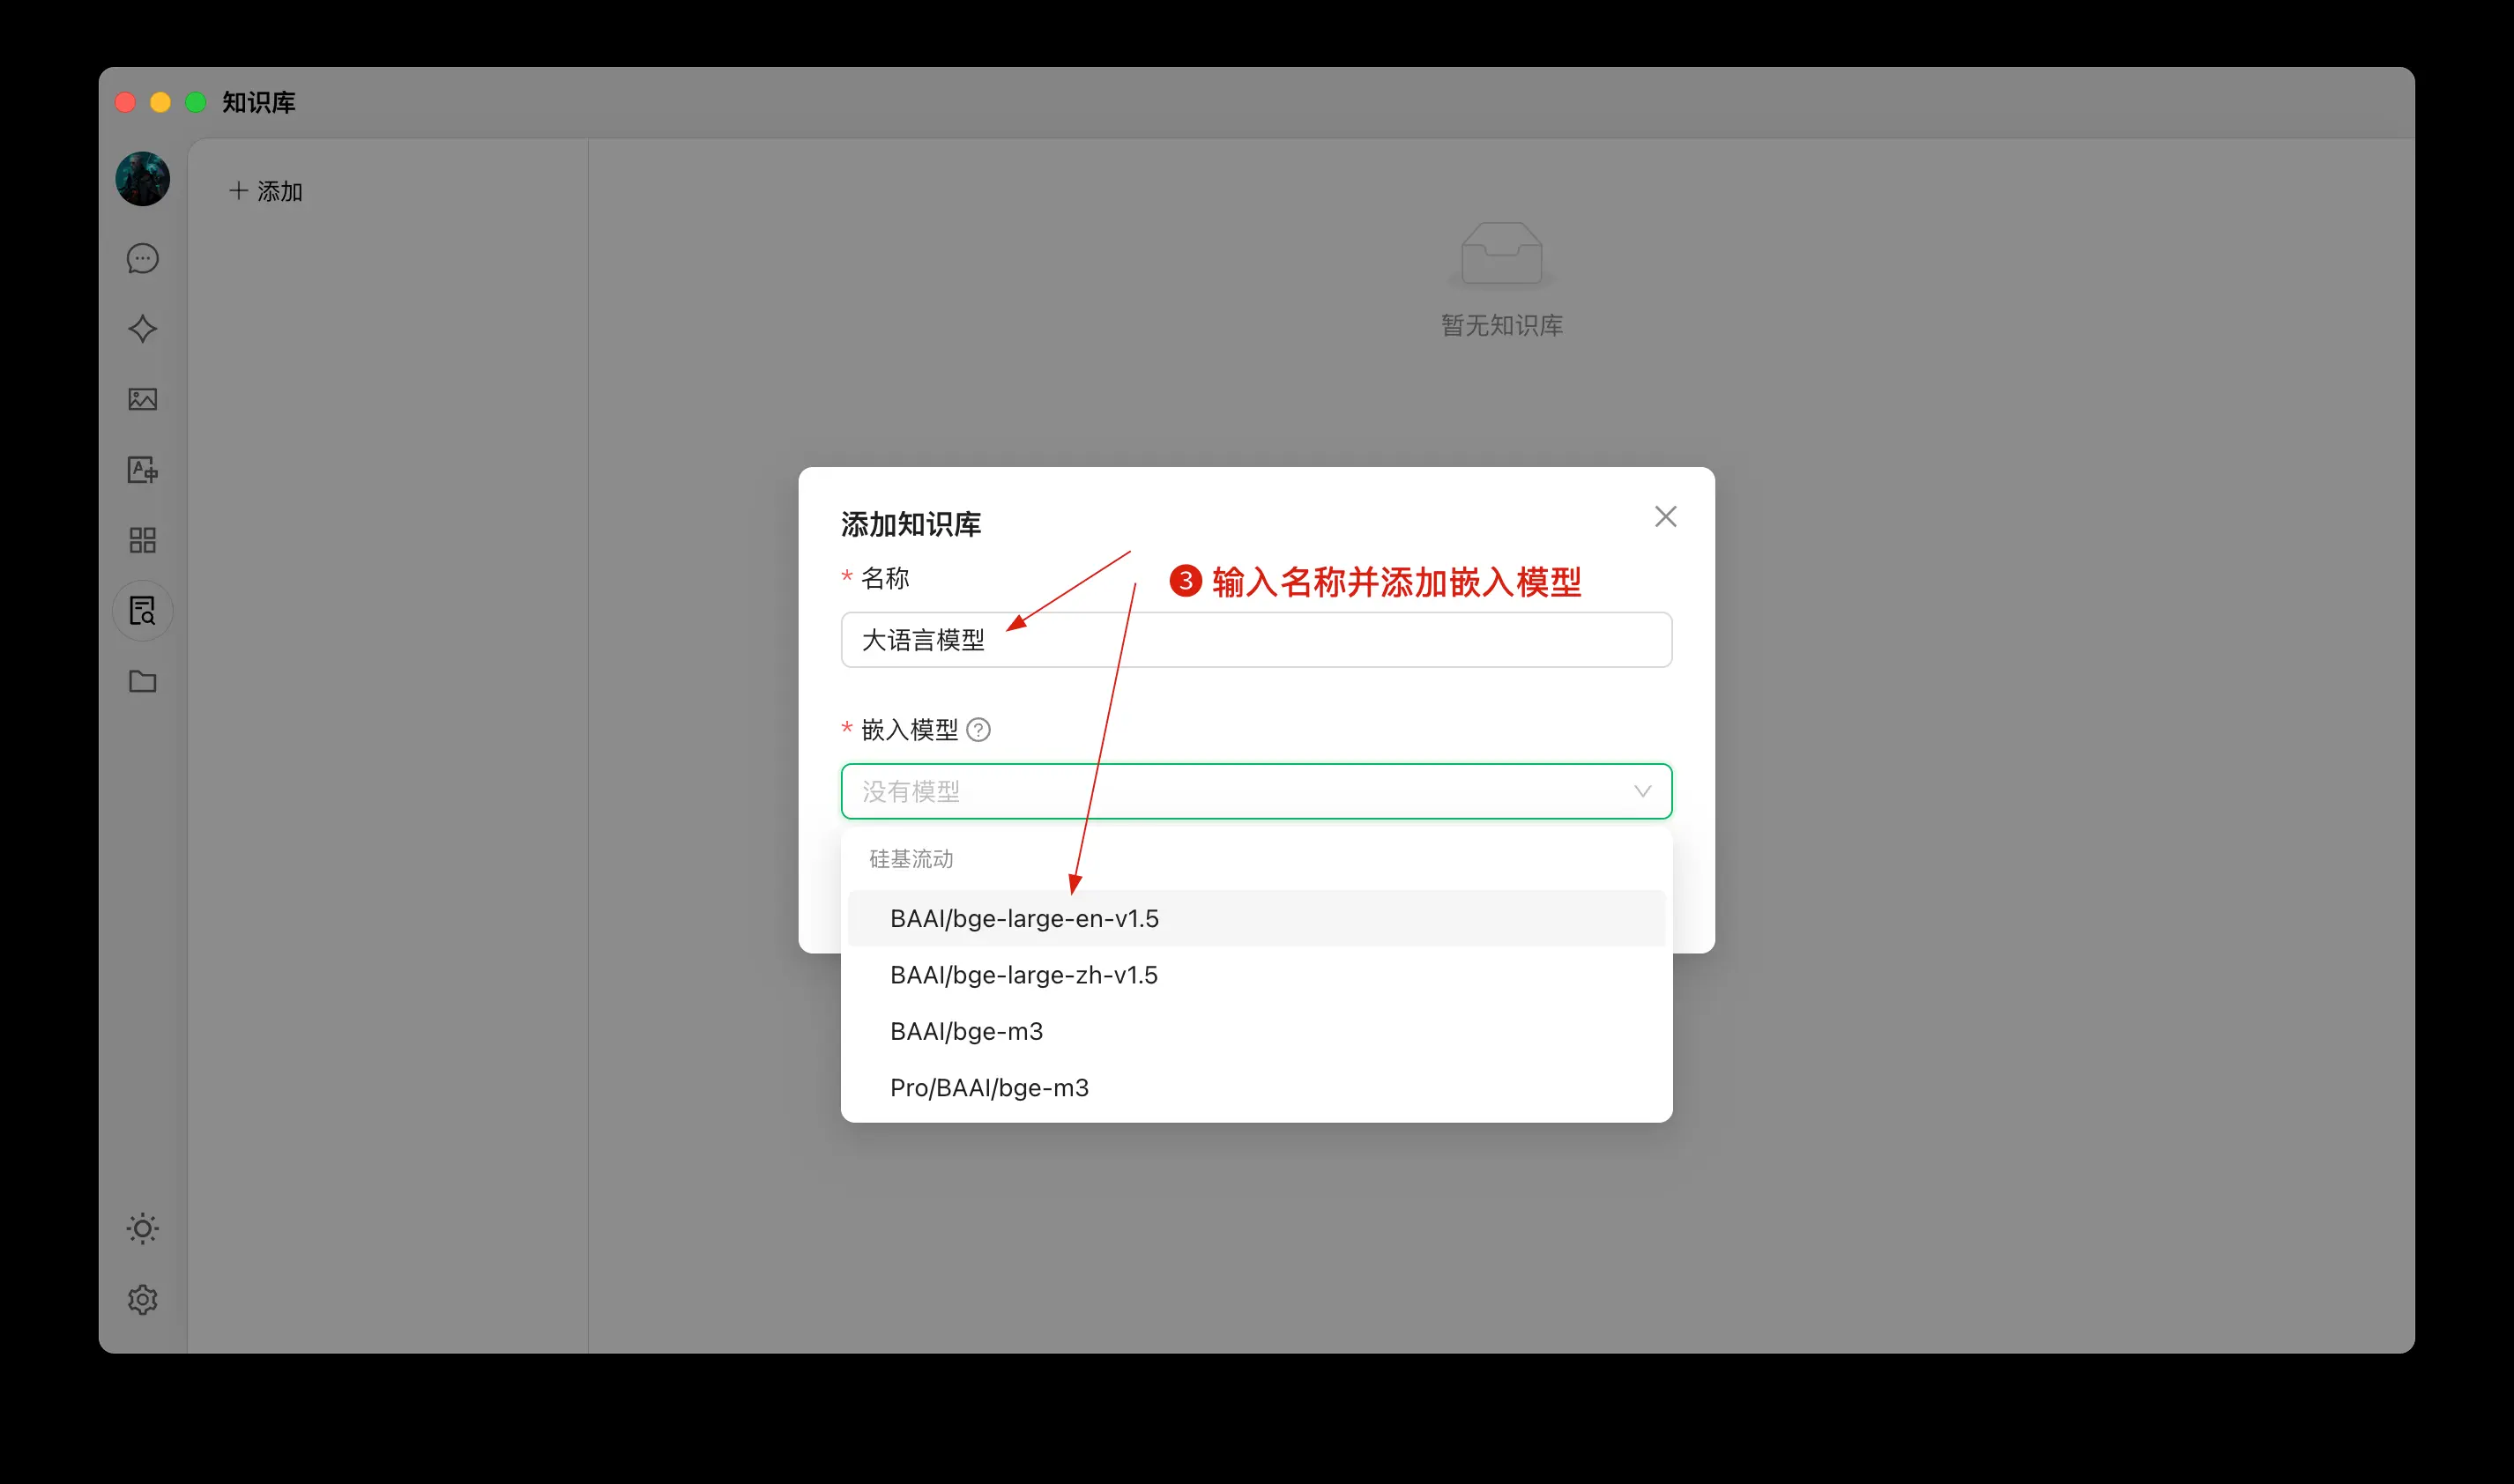 知识库
添加
暂无知识库
添加知识库
* 名称
❸ 输入名称并添加嵌入模型
大语言模型
* 嵌入模型 ?
没有模型
硅基流动
BAAI/bge-large-en-v1.5
BAAI/bge-large-zh-v1.5
BAAI/bge-m3
Pro/BAAI/bge-m3